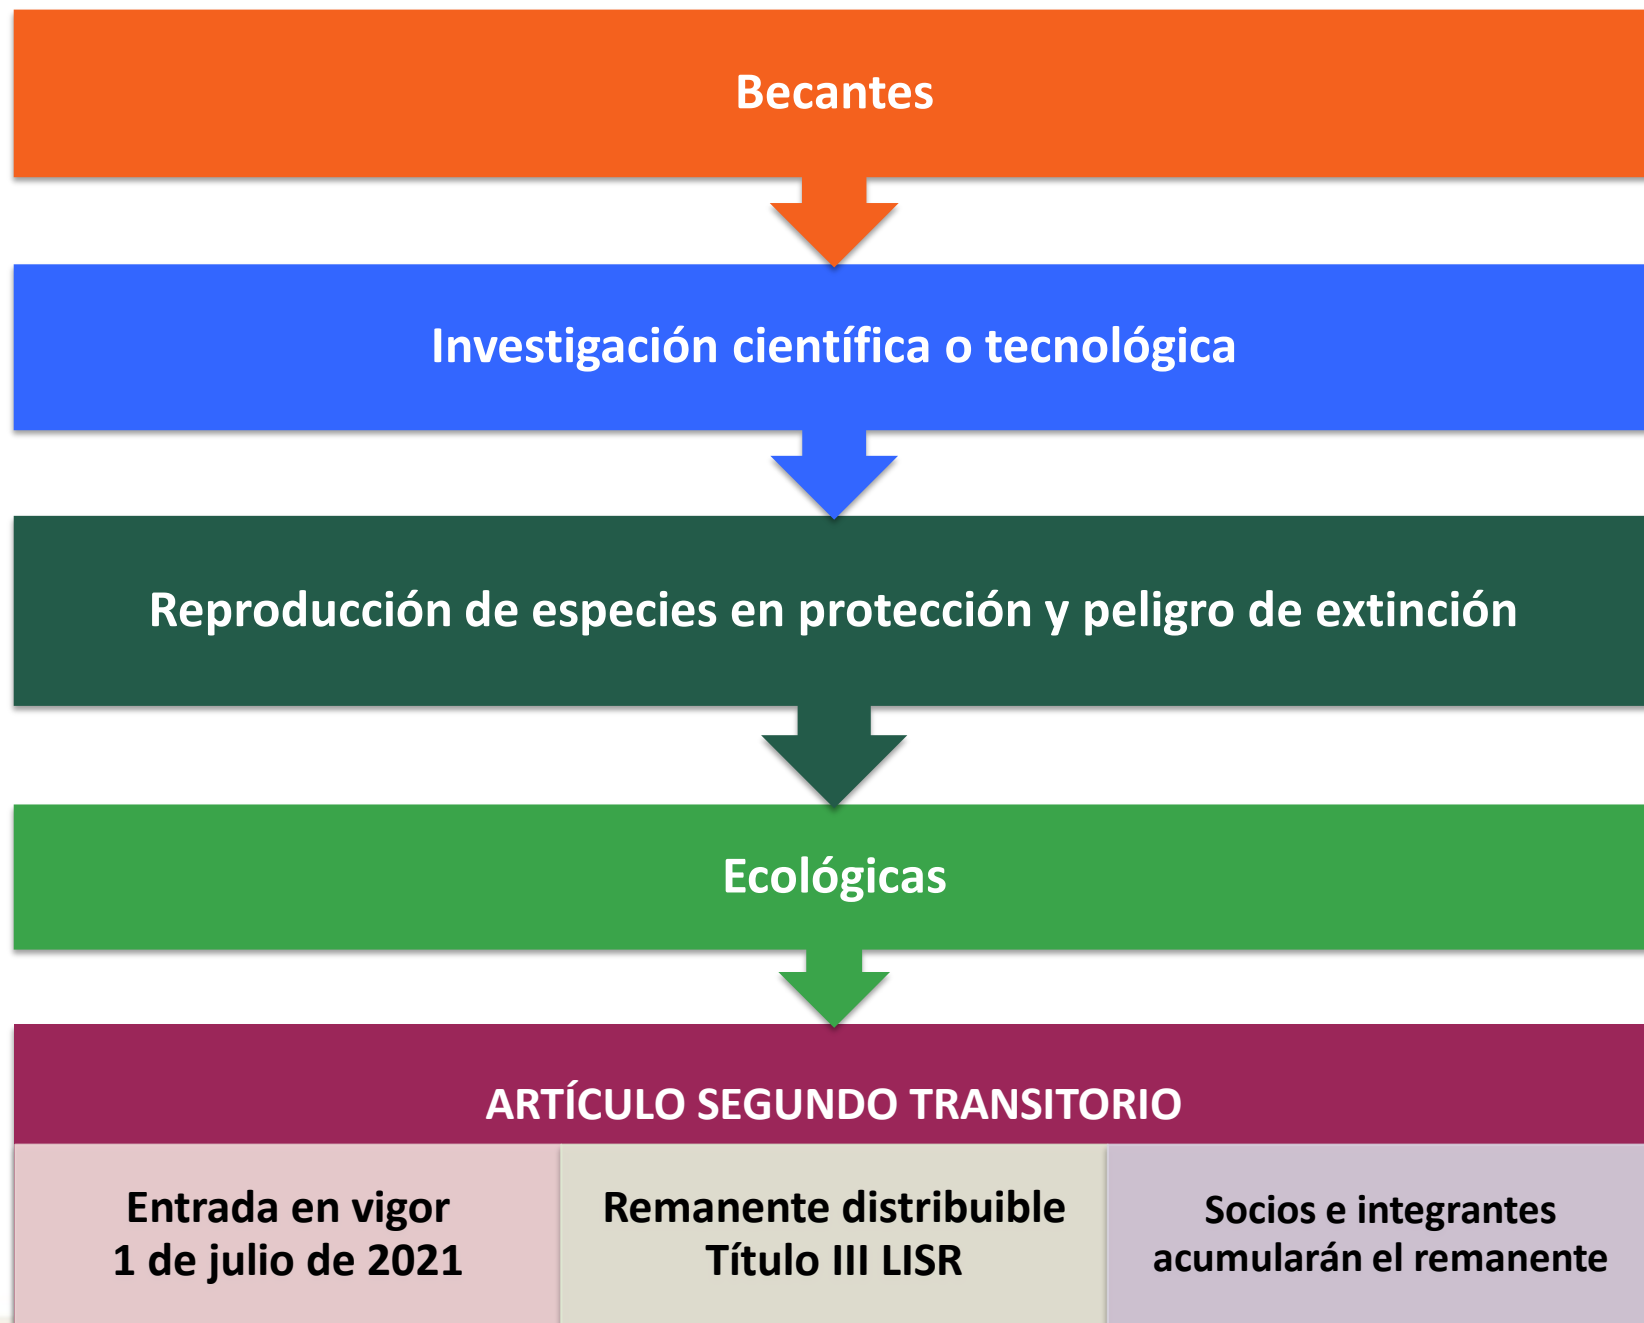 Becantes
Investigación científica o tecnológica
Reproducción de especies en protección y peligro de extinción
Ecológicas
ARTÍCULO SEGUNDO TRANSITORIO
Entrada en vigor
1 de julio de 2021
Remanente distribuible
Título III LISR
Socios e integrantes
acumularán el remanente